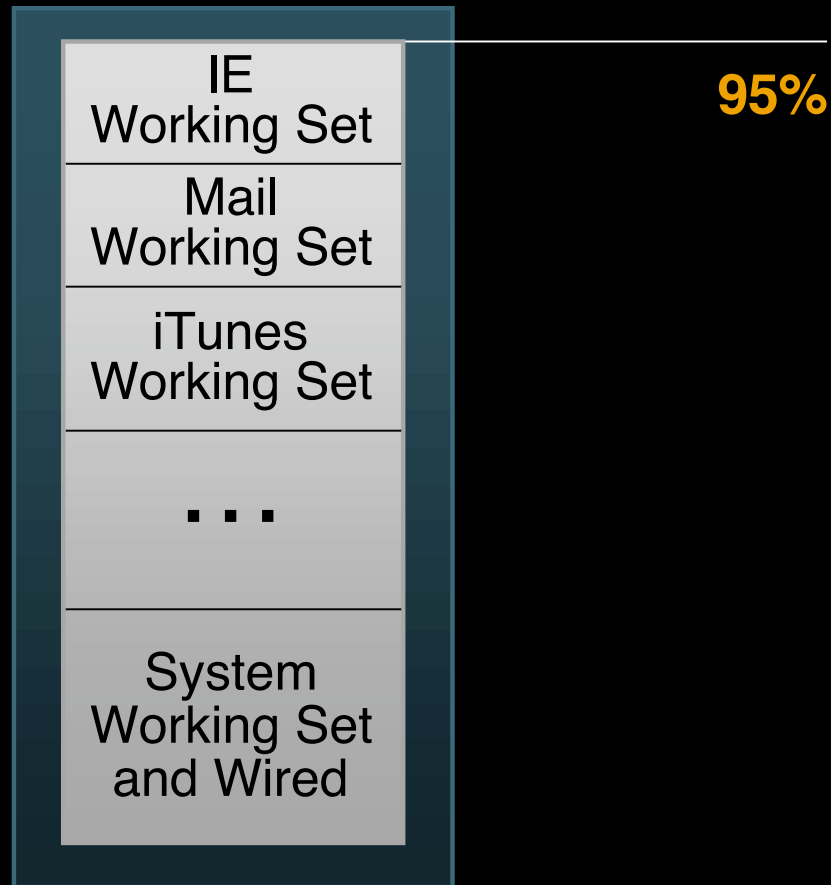 IE
Working Set
95%
Mail
Working Set
iTunes
Working Set
...
System
Working Set
and Wired